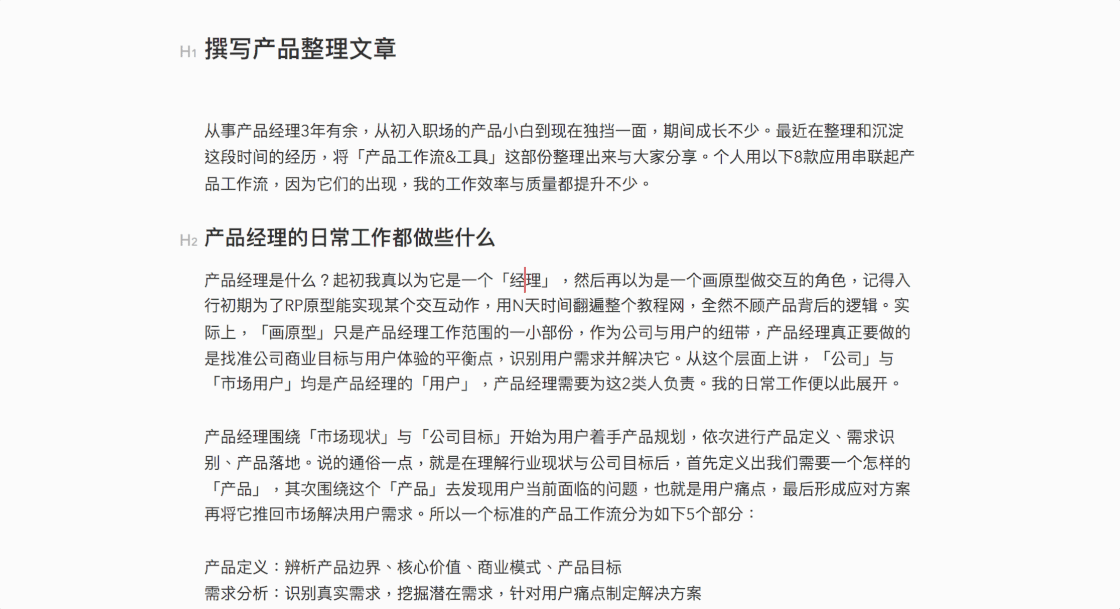 H1 撰写产品整理文章
从事产品经理3年有余，从初入职场的产品小白到现在独挡一面，期间成长不少。最近在整理和沉淀
这段时间的经历，将「产品工作流&工具」这部份整理出来与大家分享。个人用以下8款应用串联起产
品工作流，因为它们的出现，我的工作效率与质量都提升不少。
H2 产品经理的日常工作都做些什么
产品经理是什么？起初我真以为它是一个「经理」，然后再以为是一个画原型做交互的角色，记得入
行初期为了RP原型能实现某个交互动作，用N天时间翻遍整个教程网，全然不顾产品背后的逻辑。实
际上，「画原型」只是产品经理工作范围的一小部份，作为公司与用户的纽带，产品经理真正要做的
是找准公司商业目标与用户体验的平衡点，识别用户需求并解决它。从这个层面上讲，「公司」与
「市场用户」均是产品经理的「用户」，产品经理需要为这2类人负责。我的日常工作便以此展开。
产品经理围绕「市场现状」与「公司目标」开始为用户着手产品规划，依次进行产品定义、需求识
别、产品落地。说的通俗一点，就是在理解行业现状与公司目标后，首先定义出我们需要一个怎样的
「产品」，其次围绕这个「产品」去发现用户当前面临的问题，也就是用户痛点，最后形成应对方案
再将它推回市场解决用户需求。所以一个标准的产品工作流分为如下5个部分：
产品定义：辨析产品边界、核心价值、商业模式、产品目标
需求分析：识别真实需求，挖掘潜在需求，针对用户痛点制定解决方案